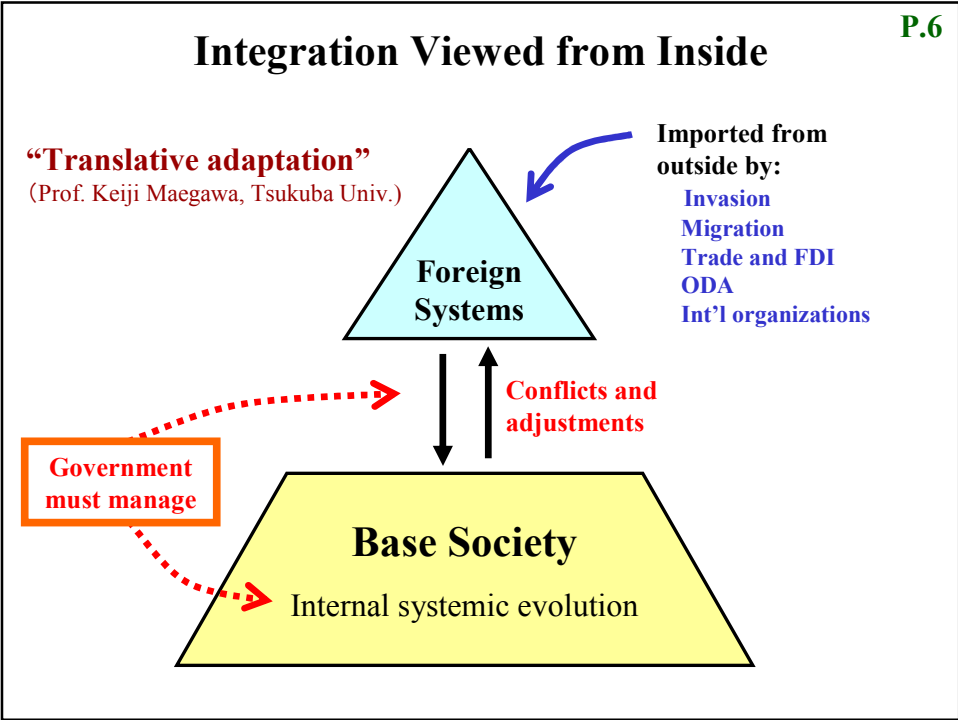 P.6
Integration Viewed from Inside
“Translative adaptation”
（Prof. Keiji Maegawa, Tsukuba Univ.）
Imported from
outside by:
Invasion
Migration
Trade and FDI
ODA
Int’l organizations
Foreign
Systems
Conflicts and
adjustments
Government
must manage
Base Society
Internal systemic evolution